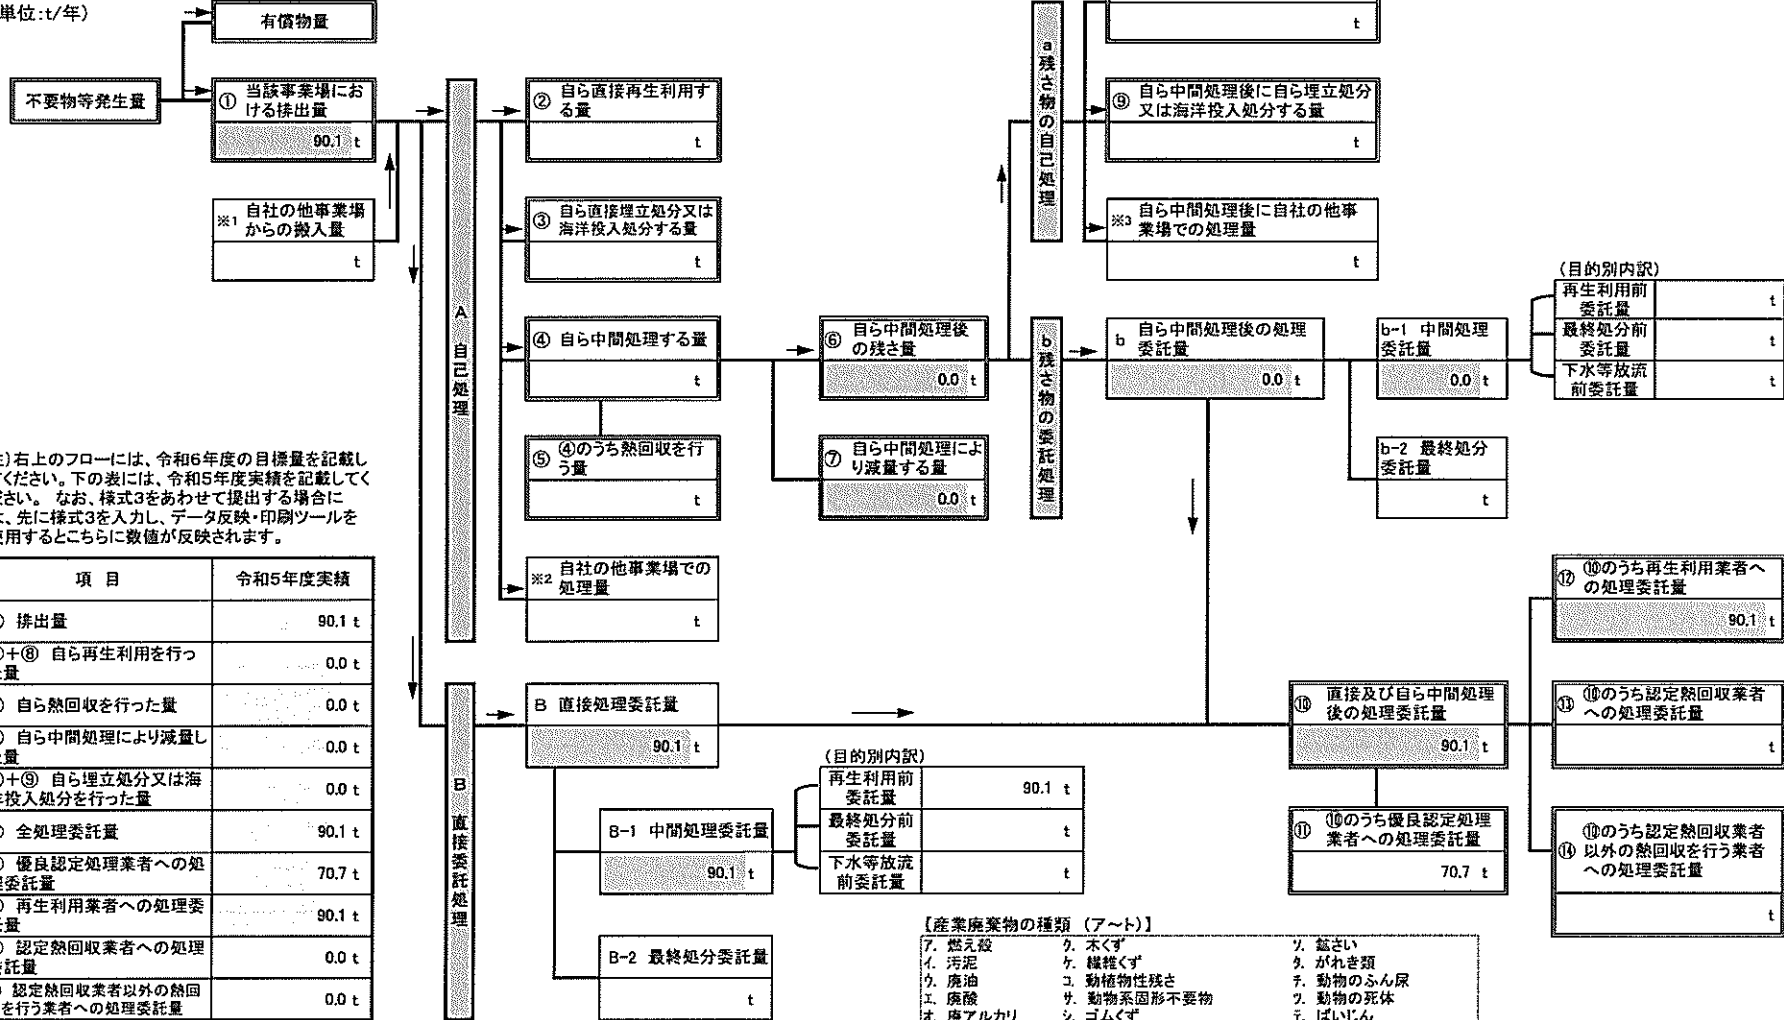 単位:t/年)
有償物量
t
不要物等発生量
① 当該事業場にお
ける排出量
90.1 t
※1 自社の他事業場
からの搬入量
t
A 自己処理
② 自ら直接再生利用す
る量
t
③ 自ら直接埋立処分又は
海洋投入処分する量
t
④ 自ら中間処理する量
t
⑤ ④のうち熱回収を行
う量
t
※2 自社の他事業場での
処理量
t
⑥ 自ら中間処理後
の残さ量
0.0 t
⑦ 自ら中間処理によ
り減量する量
0.0 t
a 残さ物の自己処理
⑨ 自ら中間処理後に自ら埋立処分
又は海洋投入処分する量
t
※3 自ら中間処理後に自社の他事
業場での処理量
t
b 残さ物の委託処理
b 自ら中間処理後の処理
委託量
0.0 t
b-1 中間処理
委託量
0.0 t
(目的別内訳)
再生利用前
委託量
t
最終処分前
委託量
t
下水等放流
前委託量
t
b-2 最終処分
委託量
t
)右上のフローには、令和6年度の目標量を記載し
ください。下の表には、令和5年度実績を記載してく
ださい。 なお、様式3をあわせて提出する場合に
、先に様式3を入力し、データ反映・印刷ツールを
使用するとこちらに数値が反映されます。
項 目 令和5年度実績
排出量 90.1 t
+⑧ 自ら再生利用を行っ
量 0.0 t
自ら熱回収を行った量 0.0 t
自ら中間処理により減量し
量 0.0 t
+⑨ 自ら埋立処分又は海
洋投入処分を行った量 0.0 t
全処理委託量 90.1 t
優良認定処理業者への処
理委託量 70.7 t
再生利用業者への処理委
託量 90.1 t
認定熱回収業者への処理
委託量 0.0 t
認定熱回収業者以外の熱回
を行う業者への処理委託量 0.0 t
B 直接委託処理
B 直接処理委託量
90.1 t
B-1 中間処理委託量
90.1 t
(目的別内訳)
再生利用前
委託量
90.1 t
最終処分前
委託量
t
下水等放流
前委託量
t
B-2 最終処分委託量
t
⑩ 直接及び自ら中間処理
後の処理委託量
90.1 t
⑪ ⑩のうち優良認定処理
業者への処理委託量
70.7 t
⑫ ⑩のうち再生利用業者へ
の処理委託量
90.1 t
⑬ ⑩のうち認定熱回収業者
への処理委託量
t
⑭ ⑩のうち認定熱回収業者
以外の熱回収を行う業者
への処理委託量
t
【産業廃棄物の種類 (ア~ト)】
ア. 燃え殻 ク. 木くず ソ. 鉱さい
イ. 汚泥 ケ. 繊維くず タ. がれき類
ウ. 廃油 コ. 動植物性残さ チ. 動物のふん尿
エ. 廃酸 サ. 動物系固形不要物 ツ. 動物の死体
オ. 廃アルカリ シ. ゴムくず テ. ばいじん